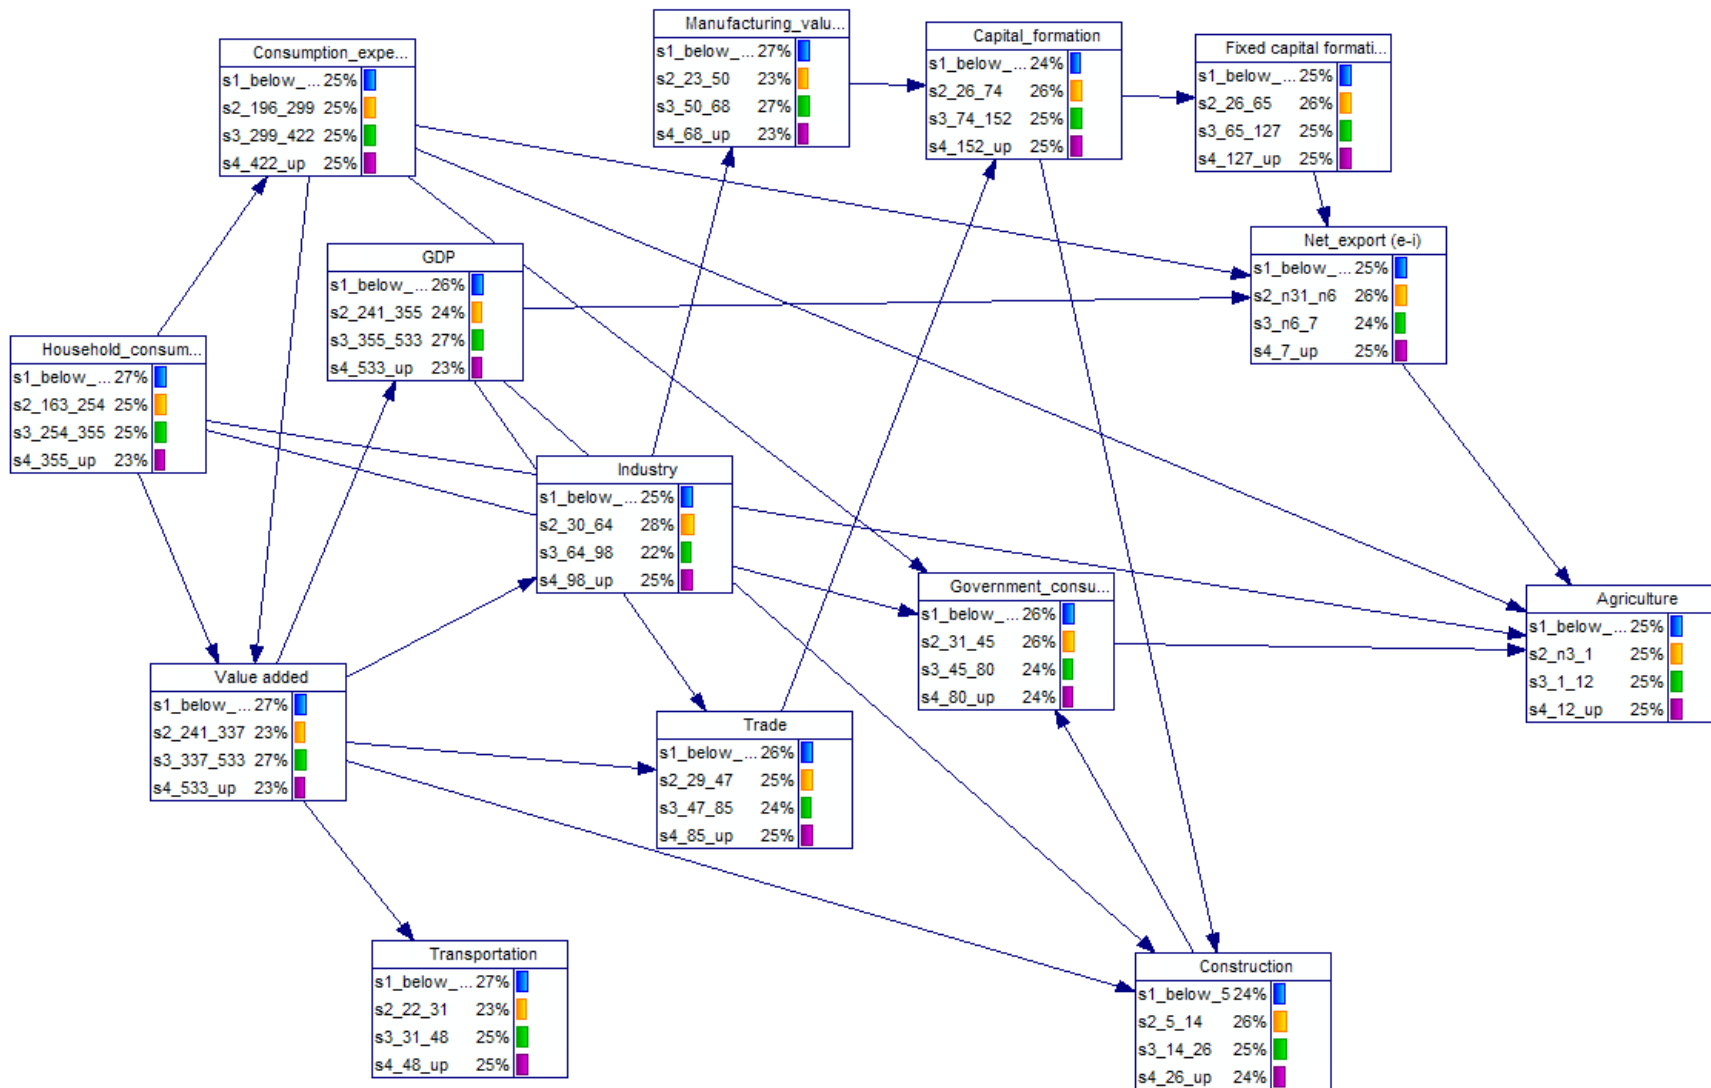 Manufacturing_valu...
s1_below_... 27%
s2_23_50 23%
s3_50_68 27%
s4_68_up 23%
Capital_formation
s1_below_... 24%
s2_26_74 26%
s3_74_152 25%
s4_152_up 25%
Consumption_expe...
s1_below_... 25%
s2_196_299 25%
s3_299_422 25%
s4_422_up 25%
Fixed capital formati...
s1_below_... 25%
s2_26_65 26%
s3_65_127 25%
s4_127_up 25%
GDP
s1_below_... 26%
s2_241_355 24%
s3_355_533 27%
s4_533_up 23%
Net_export (e-i)
s1_below_... 25%
s2_n31_n6 26%
s3_n6_7 24%
s4_7_up 25%
Household_consum...
s1_below_... 27%
s2_163_254 25%
s3_254_355 25%
s4_355_up 23%
Industry
s1_below_... 25%
s2_30_64 28%
s3_64_98 22%
s4_98_up 25%
Government_consu...
s1_below_... 26%
s2_31_45 26%
s3_45_80 24%
s4_80_up 24%
Agriculture
s1_below_... 25%
s2_n3_1 25%
s3_1_12 25%
s4_12_up 25%
Value added
s1_below_... 27%
s2_241_337 23%
s3_337_533 27%
s4_533_up 23%
Trade
s1_below_... 26%
s2_29_47 25%
s3_47_85 24%
s4_85_up 25%
Transportation
s1_below_... 27%
s2_22_31 23%
s3_31_48 25%
s4_48_up 25%
Construction
s1_below_5 24%
s2_5_14 26%
s3_14_26 25%
s4_26_up 24%